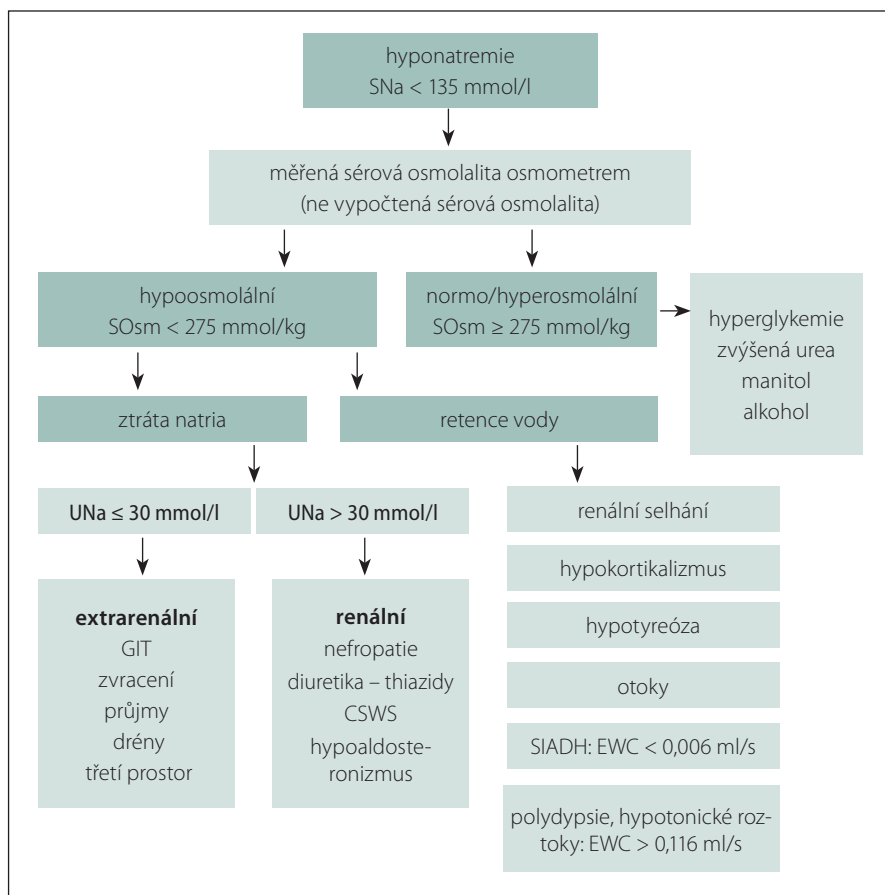 hyponatremie
SNa < 135 mmol/l
měřená sérová osmolalita osmometrem
(ne vypočtená sérová osmolalita)
hypoosmolální
SOsm < 275 mmol/kg
normo/hyperosmolální
SOsm ≥ 275 mmol/kg
hyperglykemie
zvýšená urea
manitol
alkohol
ztráta natria
retence vody
UNa ≤ 30 mmol/l
UNa > 30 mmol/l
extrarenální
GIT
zvracení
průjmy
drény
třetí prostor
renální
nefropatie
diuretika – thiazidy
CSWS
hypoaldoste-
ronizmus
renální selhání
hypokortikalizmus
hypotyreóza
otoky
SIADH: EWC < 0,006 ml/s
polydypsie, hypotonické roz-
toky: EWC > 0,116 ml/s